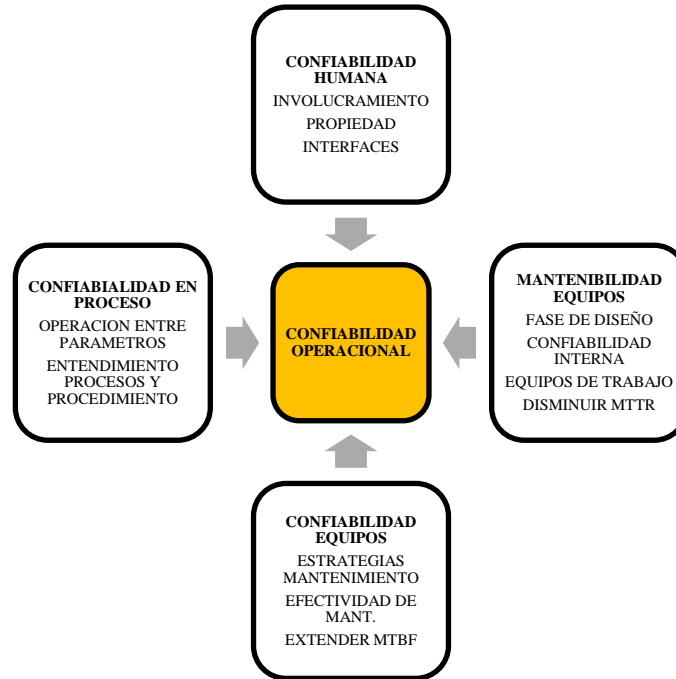 CONFIABILIDAD
HUMANA
INVOLUCRAMIENTO
PROPIEDAD
INTERFACES
CONFIABIALIDAD EN
PROCESO
OPERACION ENTRE
PARAMETROS
ENTENDIMIENTO
PROCESOS Y
PROCEDIMIENTO
CONFIABILIDAD
OPERACIONAL
MANTENIBILIDAD
EQUIPOS
FASE DE DISEÑO
CONFIABILIDAD
INTERNA
EQUIPOS DE TRABAJO
DISMINUIR MTTR
CONFIABILIDAD
EQUIPOS
ESTRATEGIAS
MANTENIMIENTO
EFECTIVIDAD DE
MANT.
EXTENDER MTBF